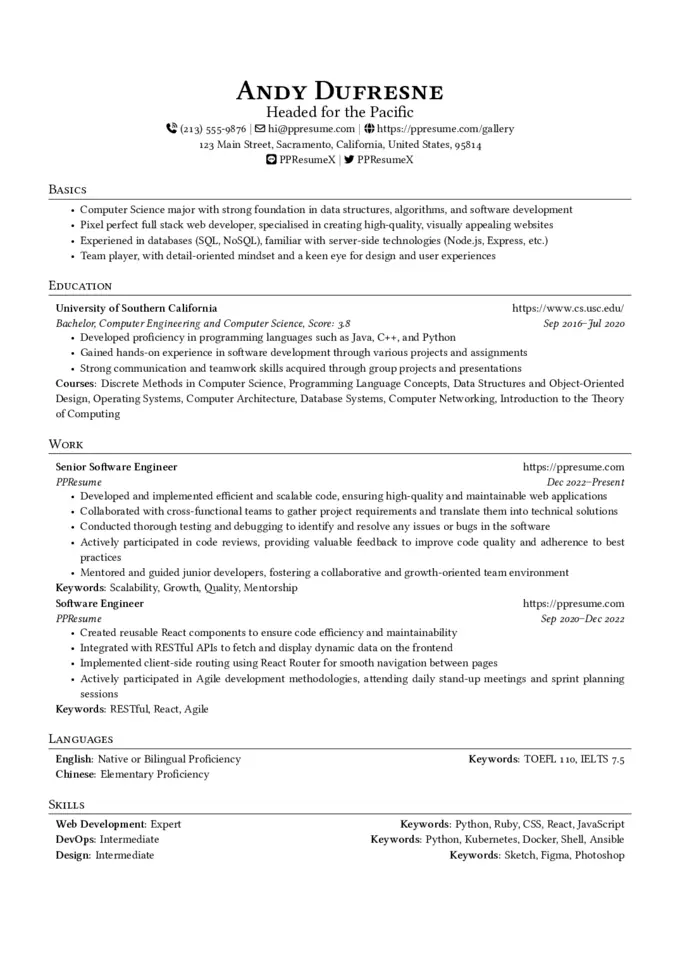 Andy Dufresne
Headed for the Pacific
(213) 555-9876 | hi@ppresume.com | https://ppresume.com/gallery
123 Main Street, Sacramento, California, United States, 95814
PPResumeX | PPResumeX
Basics
• Computer Science major with strong foundation in data structures, algorithms, and software development
• Pixel perfect full stack web developer, specialised in creating high-quality, visually appealing websites
• Experiened in databases (SQL, NoSQL), familiar with server-side technologies (Node.js, Express, etc.)
• Team player, with detail-oriented mindset and a keen eye for design and user experiences
Education
University of Southern California https://www.cs.usc.edu/
Bachelor, Computer Engineering and Computer Science, Score: 3.8 Sep 2016–Jul 2020
• Developed proficiency in programming languages such as Java, C++, and Python
• Gained hands-on experience in software development through various projects and assignments
• Strong communication and teamwork skills acquired through group projects and presentations
Courses: Discrete Methods in Computer Science, Programming Language Concepts, Data Structures and Object-Oriented
Design, Operating Systems, Computer Architecture, Database Systems, Computer Networking, Introduction to the Theory
of Computing
Work
Senior Software Engineer https://ppresume.com
PPResume Dec 2022–Present
• Developed and implemented efficient and scalable code, ensuring high-quality and maintainable web applications
• Collaborated with cross-functional teams to gather project requirements and translate them into technical solutions
• Conducted thorough testing and debugging to identify and resolve any issues or bugs in the software
• Actively participated in code reviews, providing valuable feedback to improve code quality and adherence to best
practices
• Mentored and guided junior developers, fostering a collaborative and growth-oriented team environment
Keywords: Scalability, Growth, Quality, Mentorship
Software Engineer https://ppresume.com
PPResume Sep 2020–Dec 2022
• Created reusable React components to ensure code efficiency and maintainability
• Integrated with RESTful APIs to fetch and display dynamic data on the frontend
• Implemented client-side routing using React Router for smooth navigation between pages
• Actively participated in Agile development methodologies, attending daily stand-up meetings and sprint planning
sessions
Keywords: RESTful, React, Agile
Languages
English: Native or Bilingual Proficiency Keywords: TOEFL 110, IELTS 7.5
Chinese: Elementary Proficiency
Skills
Web Development: Expert Keywords: Python, Ruby, CSS, React, JavaScript
DevOps: Intermediate Keywords: Python, Kubernetes, Docker, Shell, Ansible
Design: Intermediate Keywords: Sketch, Figma, Photoshop